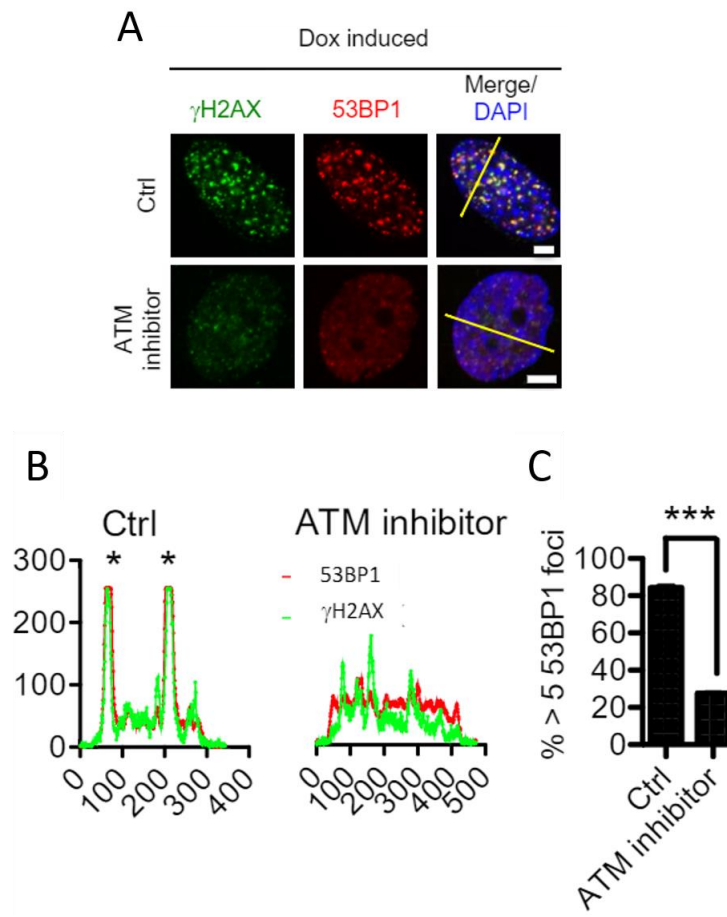 A
Dox induced
γH2AX
53BP1
Merge/
DAPI
Ctrl
ATM
inhibitor
B
Ctrl
ATM inhibitor
* *
53BP1
γH2AX
300
200
100
0
0 100 200 300 400
0 100 200 300 400 500
C
***
% > 5 53BP1 foci
100
80
60
40
20
0
Ctrl
ATM inhibitor